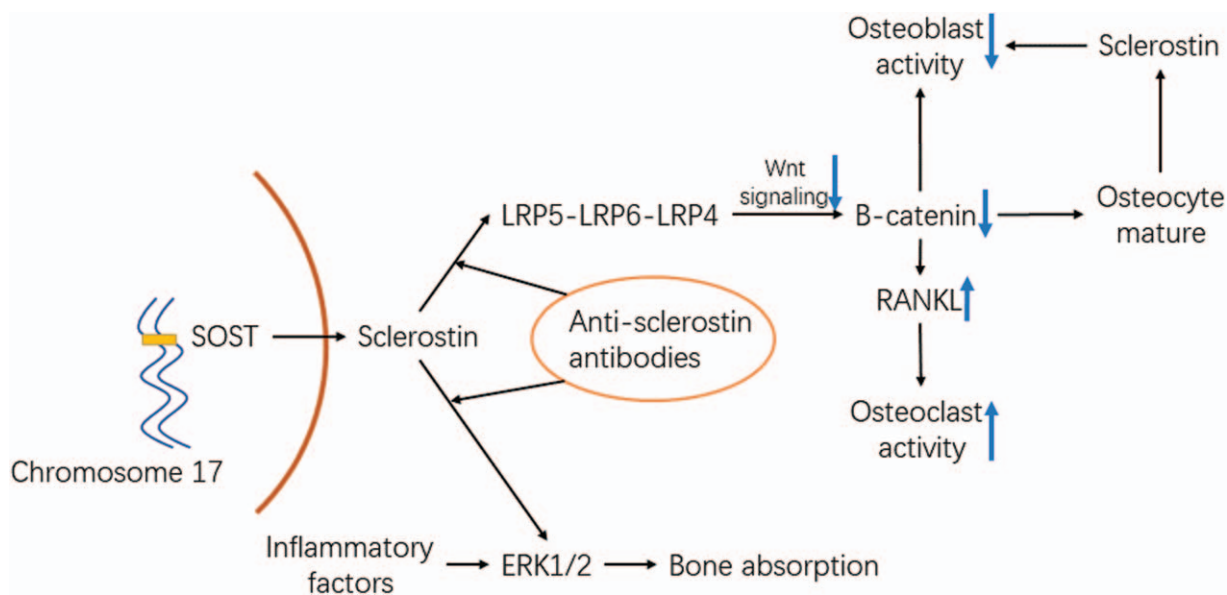 Osteoblast
activity
Sclerostin
Wnt
signaling
LRP5-LRP6-LRP4
B-catenin
Osteocyte
mature
RANKL
SOST
Sclerostin
Anti-sclerostin
antibodies
Osteoclast
activity
Chromosome 17
Inflammatory
factors
ERK1/2
Bone absorption